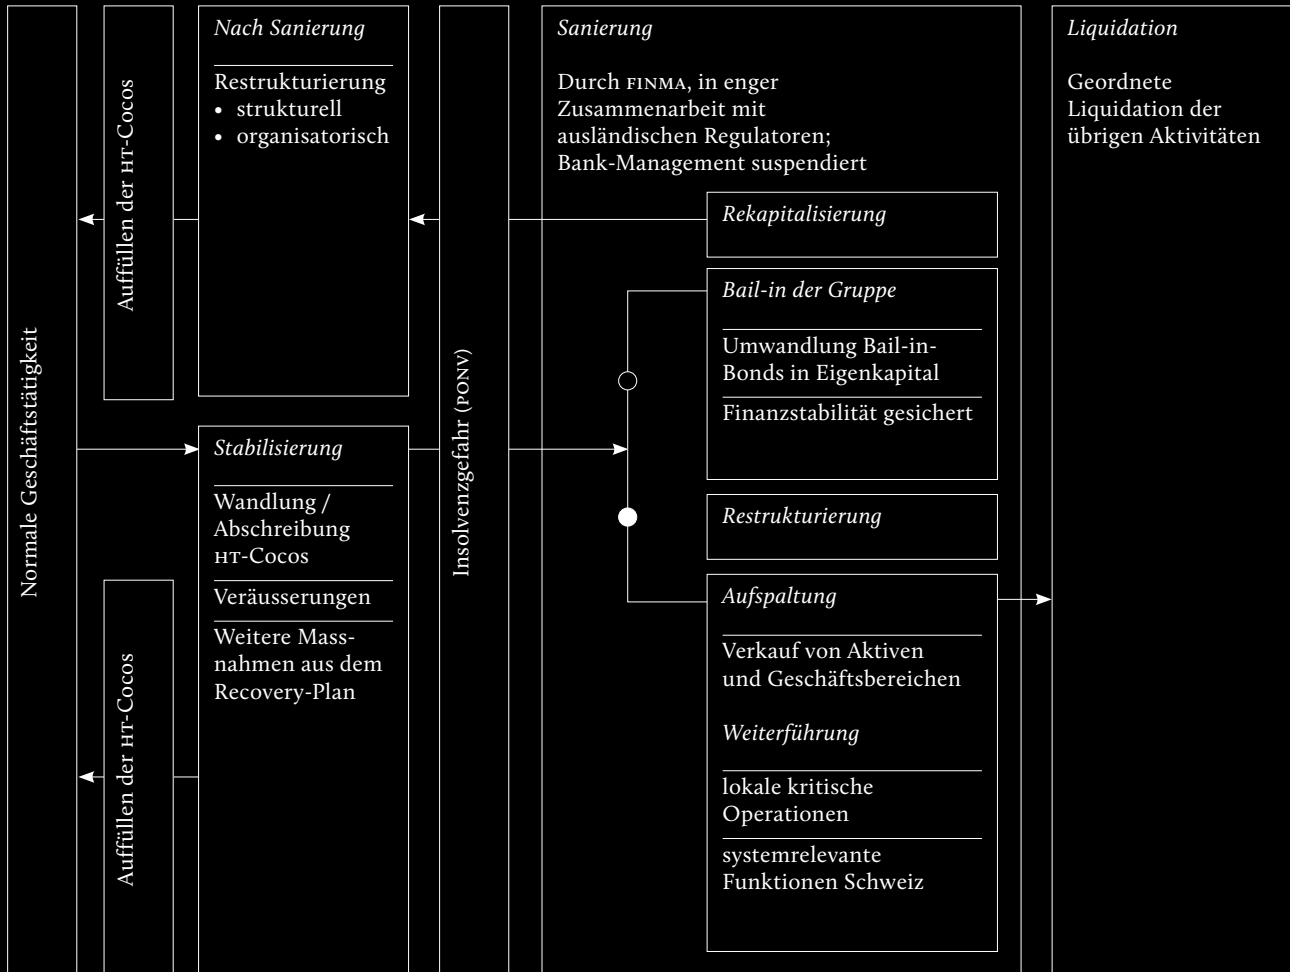 Normale Geschäftstätigkeit
Auffüllen der HT-Cocos
Auffüllen der HT-Cocos
Nach Sanierung
Restrukturierung
• strukturell
• organisatorisch
Stabilisierung
Wandlung /
Abschreibung
HT-Cocos
Veräusserungen
Weitere Mass-
nahmen aus dem
Recovery-Plan
Insolvenzgefahr (PONV)
Sanierung
Durch FINMA, in enger
Zusammenarbeit mit
ausländischen Regulatoren;
Bank-Management suspendiert
Rekapitalisierung
Bail-in der Gruppe
Umwandlung Bail-in-
Bonds in Eigenkapital
Finanzstabilität gesichert
Restrukturierung
Aufspaltung
Verkauf von Aktiven
und Geschäftsbereichen
Weiterführung
lokale kritische
Operationen
systemrelevante
Funktionen Schweiz
Liquidation
Geordnete
Liquidation der
übrigen Aktivitäten